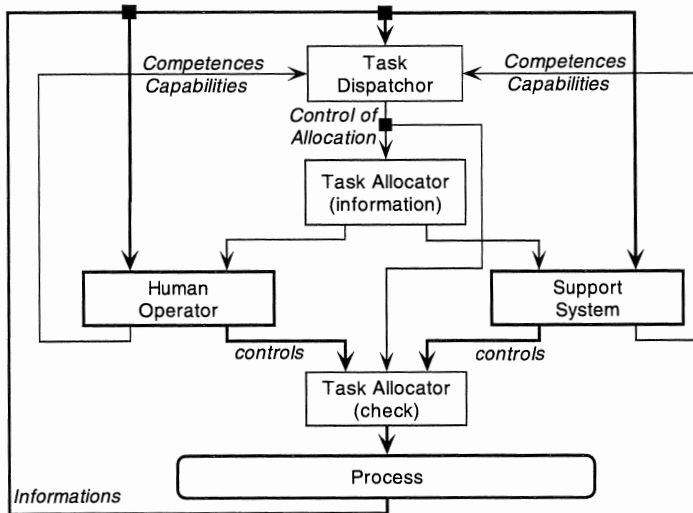 Competences
Capabilities
Task
Dispatchor
Competences
Capabilities
Control of
Allocation
Task Allocator
(information)
Human
Operator
Support
System
controls
controls
Task Allocator
(check)
Process
Informations